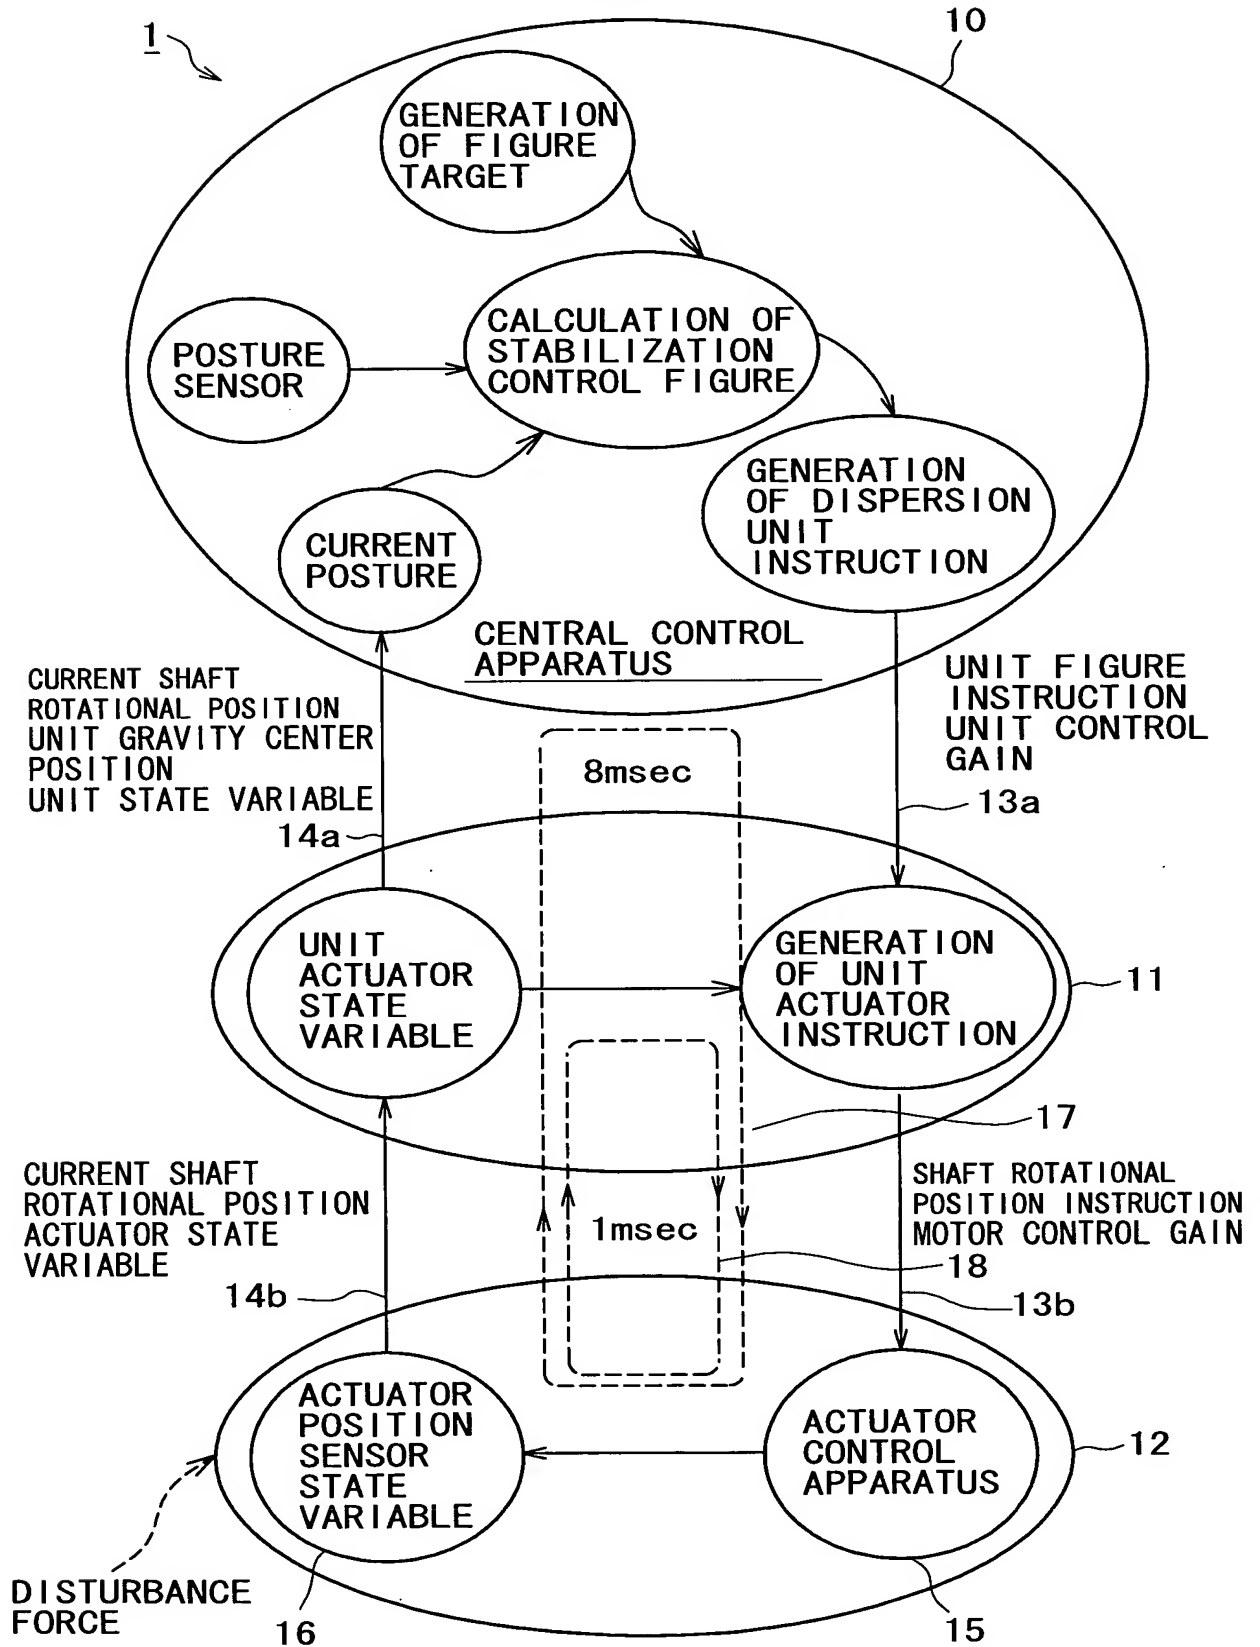 1
10
GENERATION
OF FIGURE
TARGET
CALCULATION OF
STABILIZATION
CONTROL FIGURE
POSTURE
SENSOR
GENERATION
OF DISPERSION
UNIT
INSTRUCTION
CURRENT
POSTURE
CENTRAL CONTROL
APPARATUS
CURRENT SHAFT
ROTATIONAL POSITION
UNIT GRAVITY CENTER
POSITION
UNIT STATE VARIABLE
14a
UNIT FIGURE
INSTRUCTION
UNIT CONTROL
GAIN
13a
8msec
UNIT
ACTUATOR
STATE
VARIABLE
GENERATION
OF UNIT
ACTUATOR
INSTRUCTION
11
17
CURRENT SHAFT
ROTATIONAL POSITION
ACTUATOR STATE
VARIABLE
14b
1msec
18
SHAFT ROTATIONAL
POSITION INSTRUCTION
MOTOR CONTROL GAIN
13b
ACTUATOR
POSITION
SENSOR
STATE
VARIABLE
ACTUATOR
CONTROL
APPARATUS
12
DISTURBANCE
FORCE
16
15